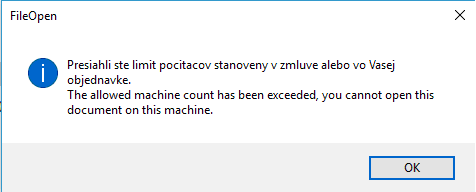 FileOpen
Presiahli ste limit pocitacov stanoveny v zmluve alebo vo Vasej
objednavke.
The allowed machine count has been exceeded, you cannot open this
document on this machine.
OK